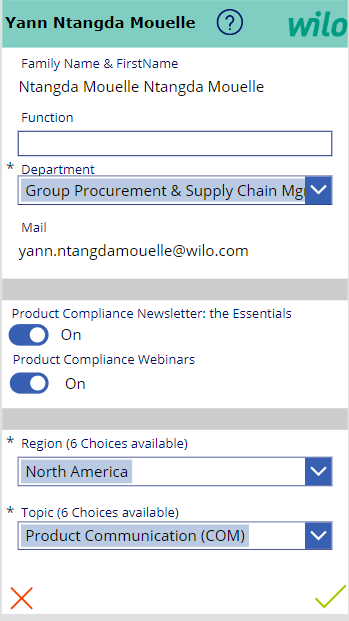 Yann Ntangda Mouelle ? wilo
Family Name & FirstName
Ntangda Mouelle Ntangda Mouelle
Function
* Department
Group Procurement & Supply Chain Mg
Mail
yann.ntangdamouelle@wilo.com
Product Compliance Newsletter: the Essentials
On
Product Compliance Webinars
On
* Region (6 Choices available)
North America
* Topic (6 Choices available)
Product Communication (COM)